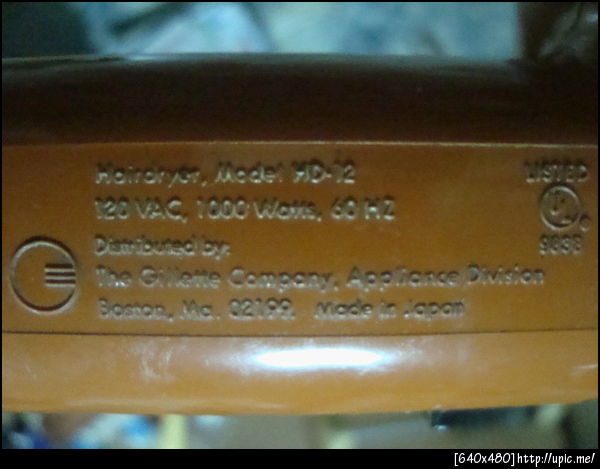 Hairdryer, Model HD-12
120 VAC, 1000 Watts, 60 HZ
Distributed by:
The Gillette Company, Appliance Division
Boston, Ma. 02199. Made in Japan
LISTED
UL
[640x480]http://upic.me/